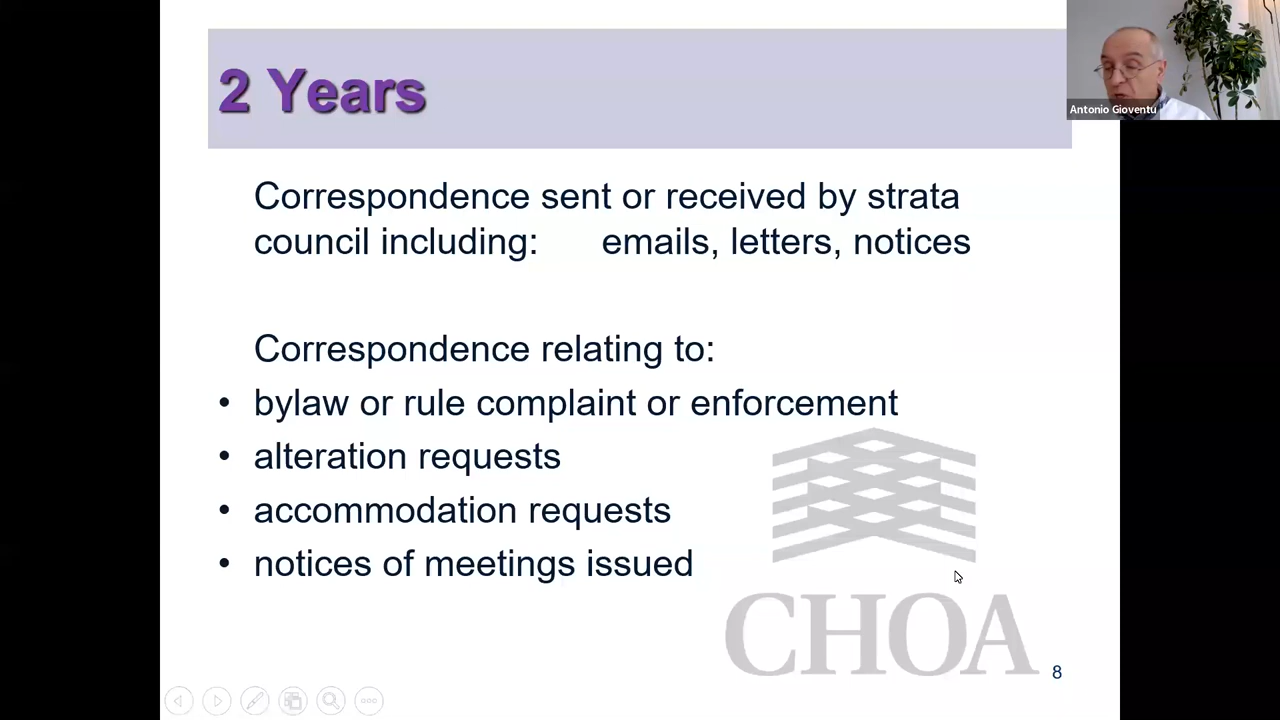 2 Years
Antonio Gioventu
Correspondence sent or received by strata
council including: emails, letters, notices
Correspondence relating to:
• bylaw or rule complaint or enforcement
• alteration requests
• accommodation requests
• notices of meetings issued
CHOA
8